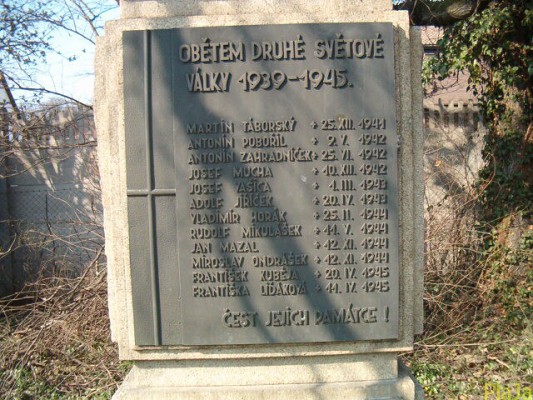 OBĚTEM DRUHÉ SVĚTOVÉ
VÁLKY 1939-1945.
MARTIN TÁBORSKÝ + 25. XII. 1941
ANTONÍN POBOŘIL + 2. V. 1942
ANTONÍN ZAHRADNÍČEK + 25. VI. 1942
JOSEF MUCHA + 10. XII. 1942
JOSEF VAŠICA + 1. III. 1943
ADOLF JIŘÍČEK + 20. IV. 1943
VLADIMÍR HORÁK + 25. II. 1944
RUDOLF MIKULÁŠEK + 11. V. 1944
JAN MAZAL + 12. XI. 1944
MIROSLAV ONDRÁŠEK + 12. XI. 1944
FRANTIŠEK KUBĚJA + 20. IV. 1945
FRANTIŠKA LÍĎÁKOVÁ + 11. IV. 1945
ČEST JEJICH PAMÁTCE !